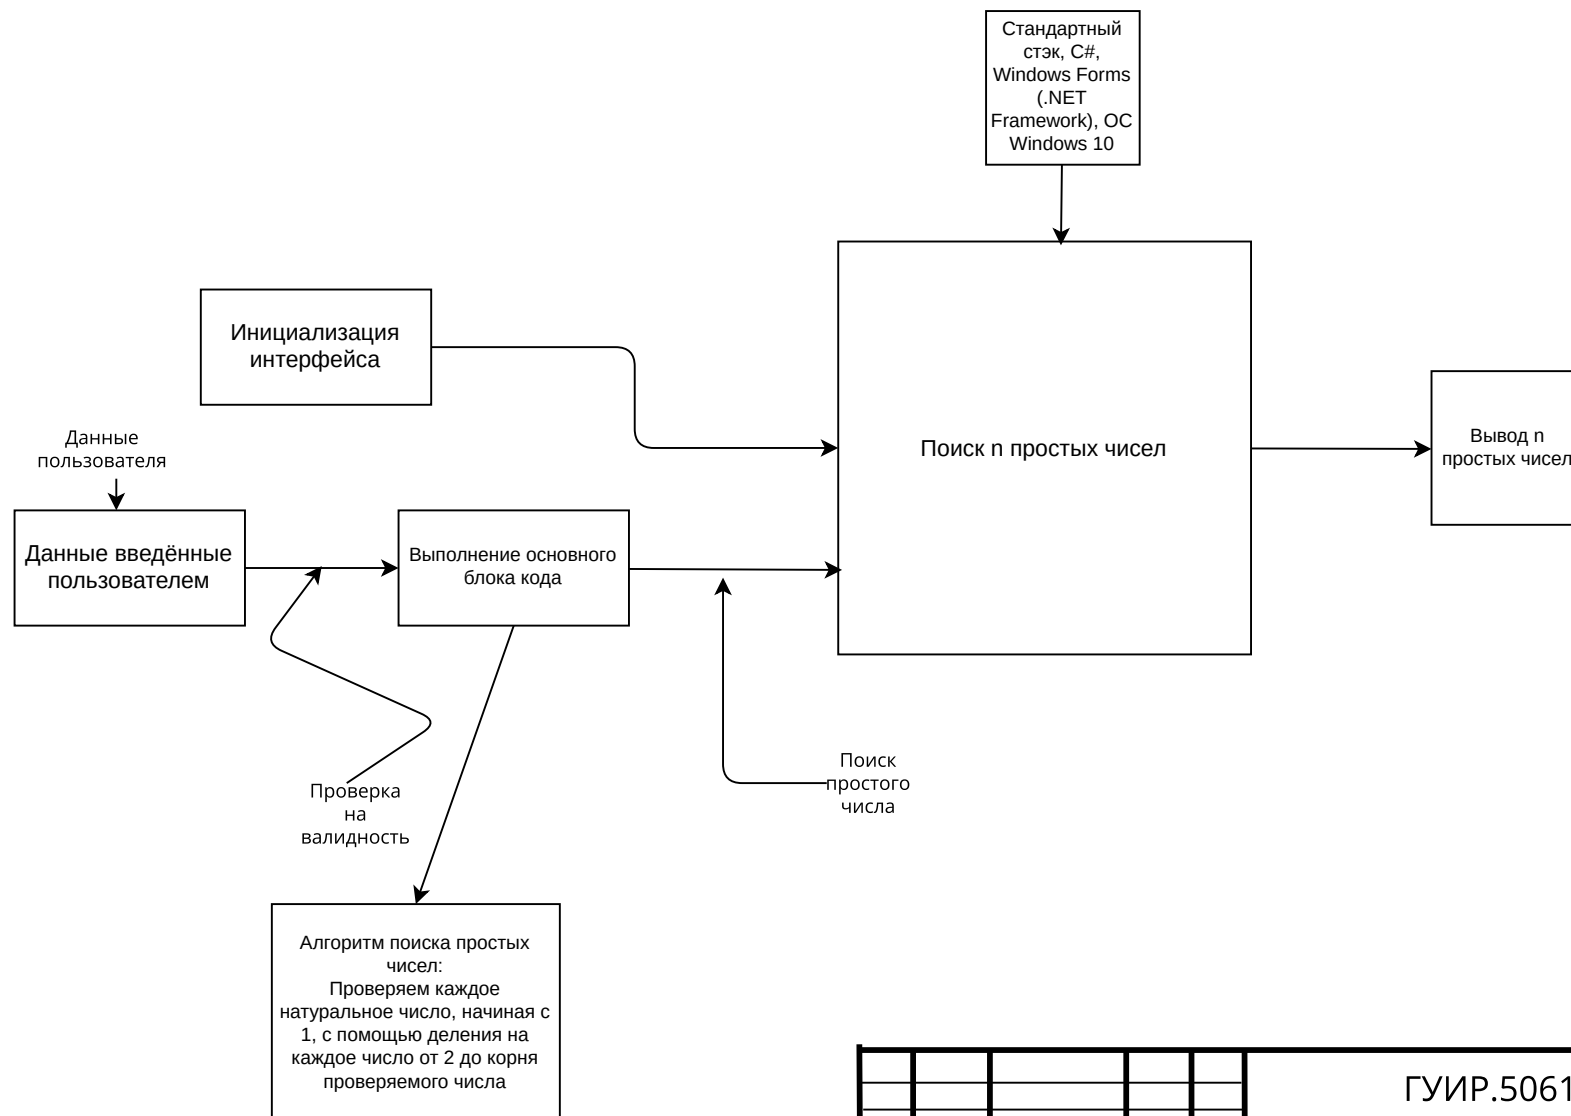 Стандартный
стэк, C#,
Windows Forms
(.NET
Framework), ОС
Windows 10
Инициализация
интерфейса
Поиск n простых чисел
Вывод n
простых чисел
Данные
пользователя
Данные введённые
пользователем
Выполнение основного
блока кода
Проверка
на
валидность
Поиск
простого
числа
Алгоритм поиска простых
чисел:
Проверяем каждое
натуральное число, начиная с
1, с помощью деления на
каждое число от 2 до корня
проверяемого числа
ГУИР.5061